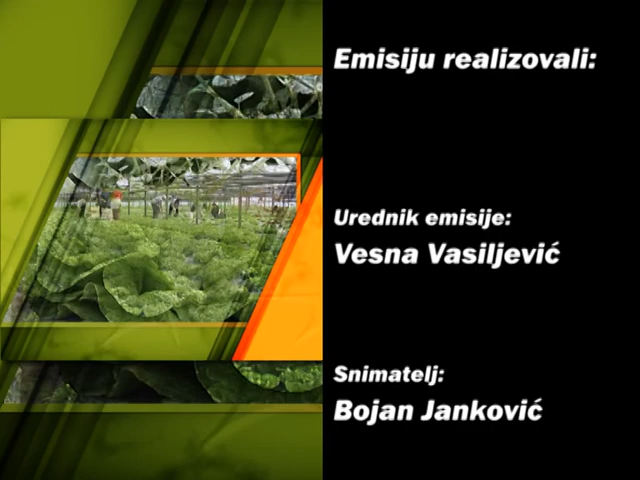 Emisiju realizovali:
Urednik emisije:
Vesna Vasiljević
Snimatelj:
Bojan Janković